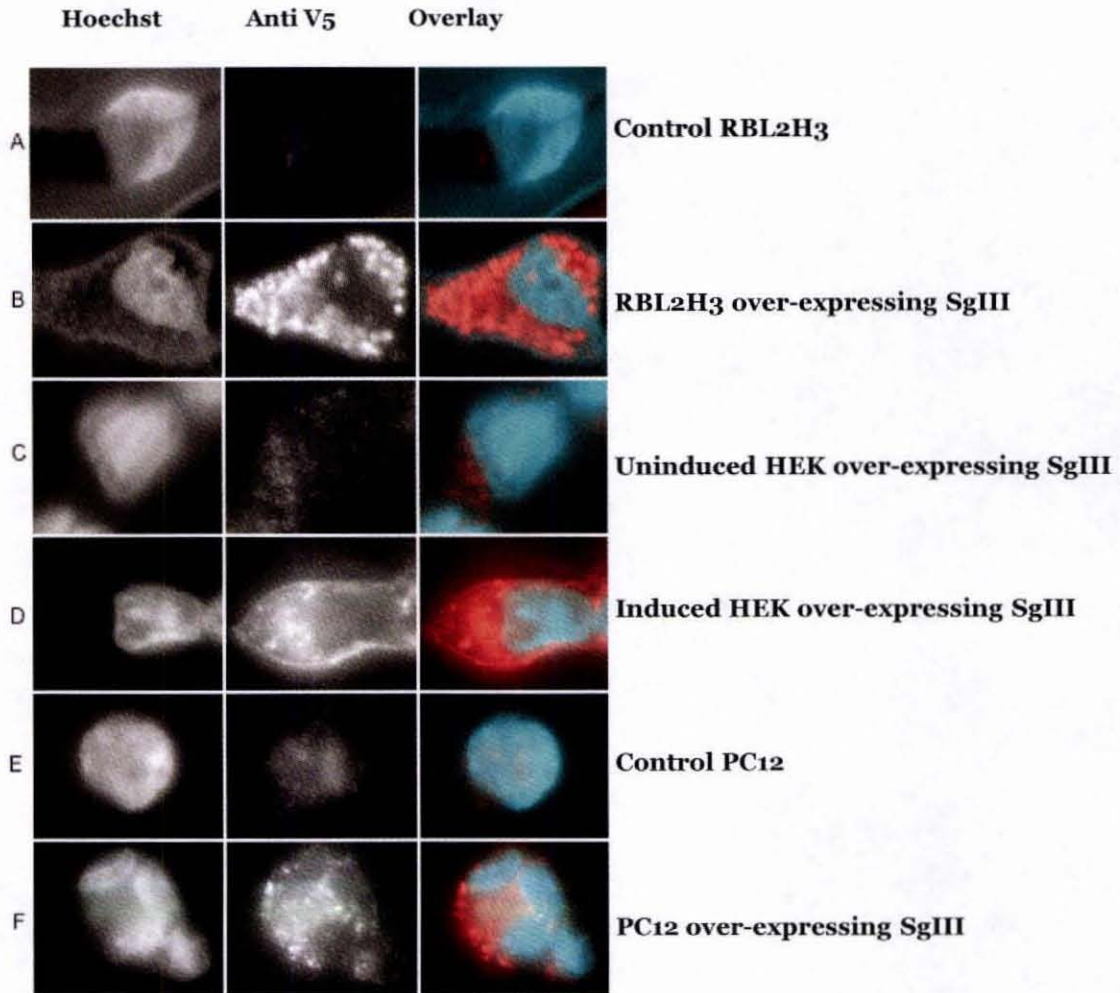 Hoechst Anti V5 Overlay
A Control RBL2H3
B RBL2H3 over-expressing SgIII
C Uninduced HEK over-expressing SgIII
D Induced HEK over-expressing SgIII
E Control PC12
F PC12 over-expressing SgIII